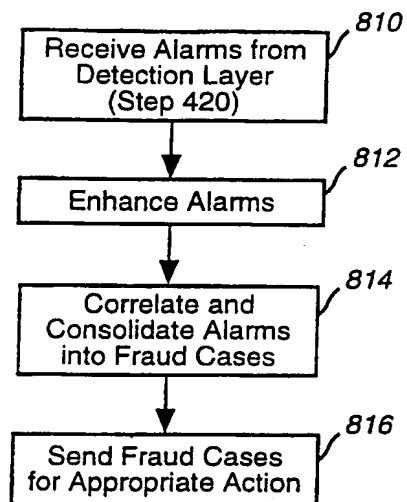 810
Receive Alarms from
Detection Layer
(Step 420)
812
Enhance Alarms
814
Correlate and
Consolidate Alarms
into Fraud Cases
816
Send Fraud Cases
for Appropriate Action